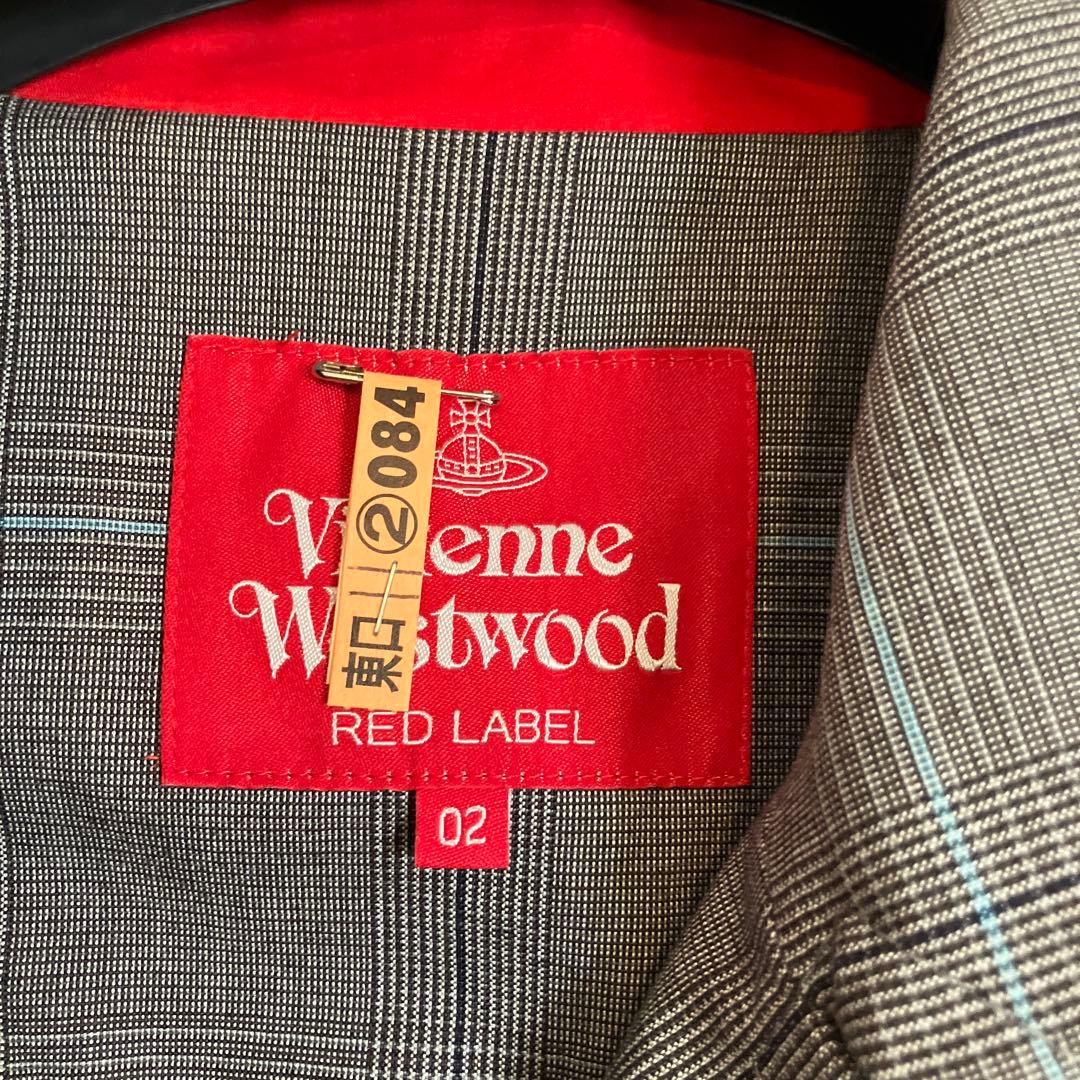 東口 ②084
Vivienne
Westwood
RED LABEL
02